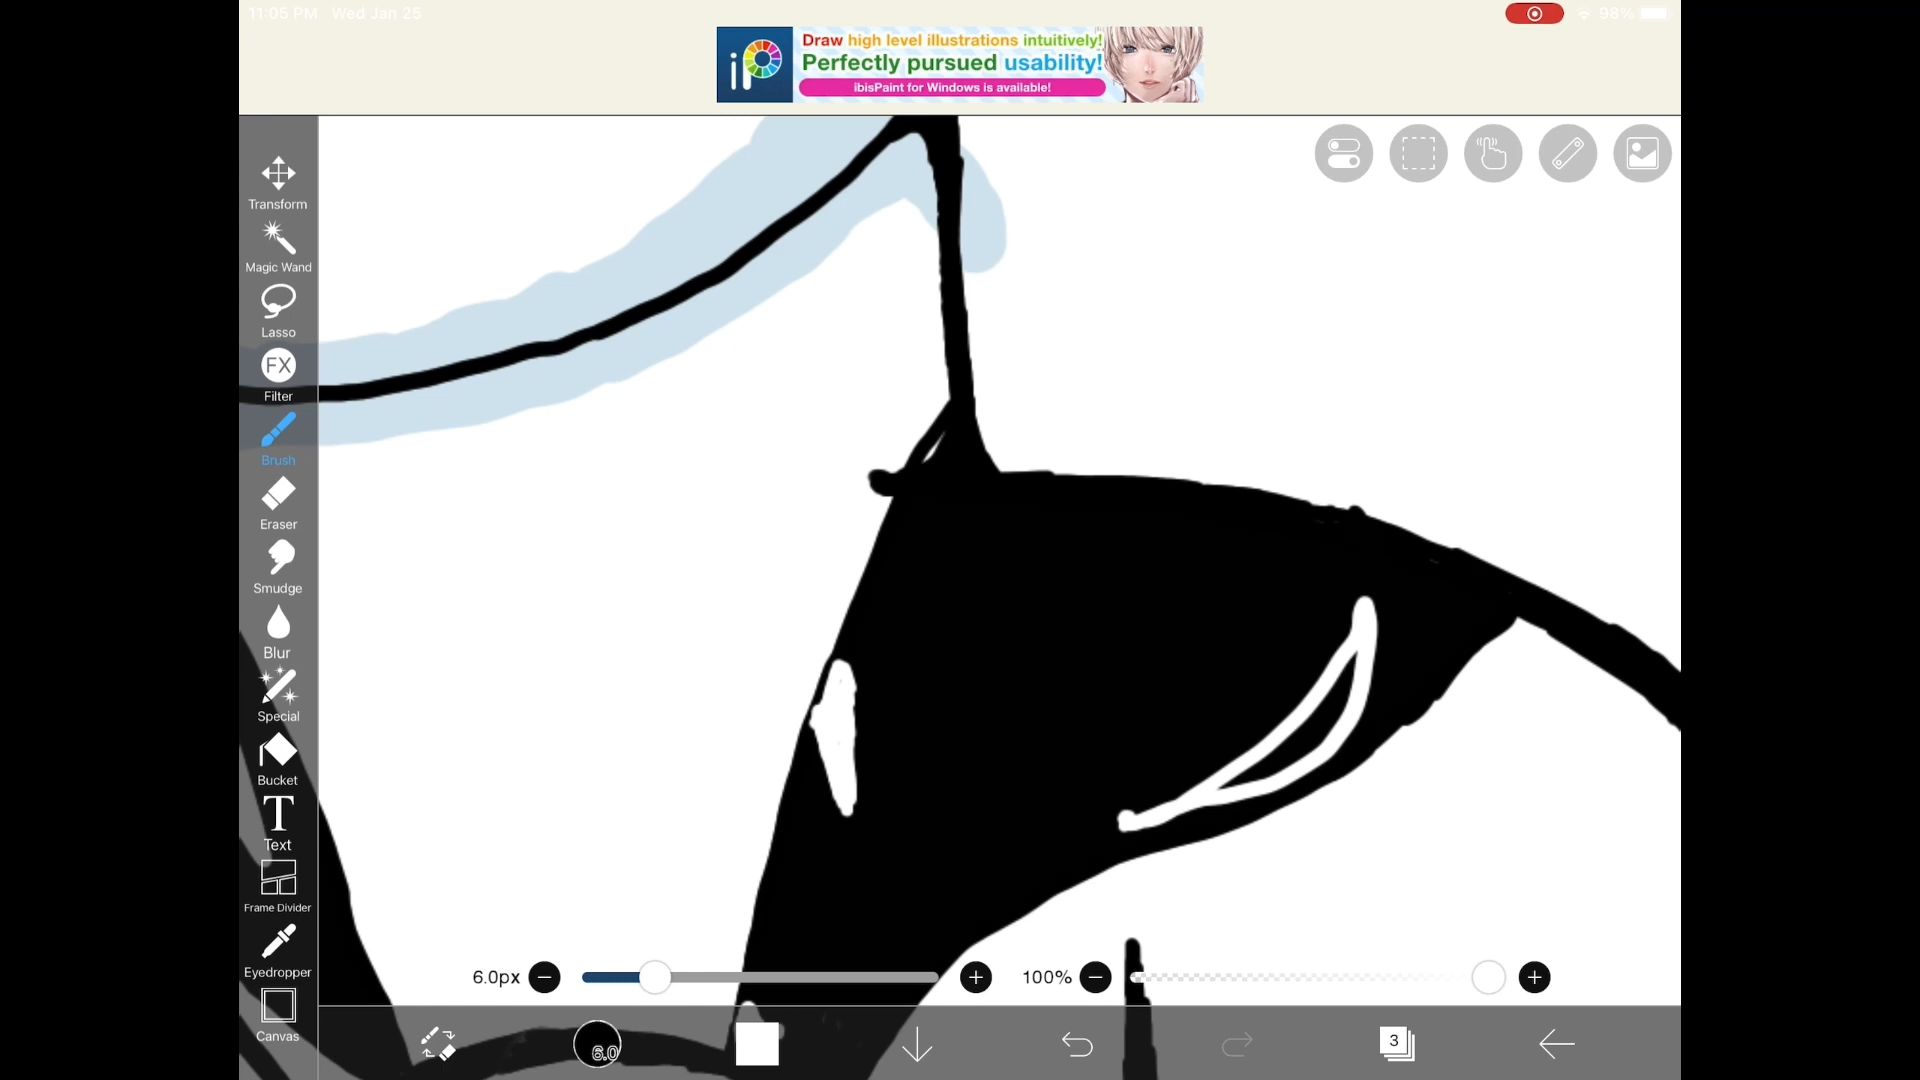 11:05 PM Wed Jan 25
98%
iP
Draw high level illustrations intuitively!
Perfectly pursued usability!
ibisPaint for Windows is available!
Transform
Magic Wand
Lasso
FX
Filter
Brush
Eraser
Smudge
Blur
Special
Bucket
T
Text
Frame Divider
Eyedropper
Canvas
6.0px
100%
6.0
3